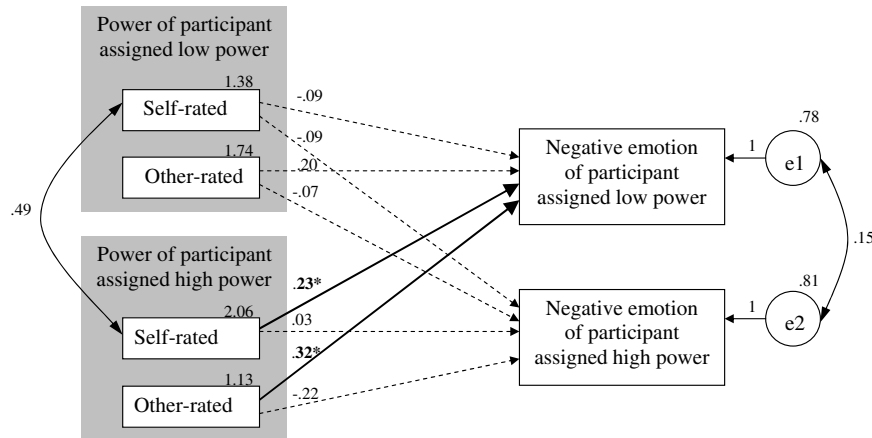 Power of participant
assigned low power
1.38
Self-rated
-.09
-.09
1.74
Other-rated
.20
-.07
.49
Power of participant
assigned high power
.23*
2.06
Self-rated
.03
.32*
1.13
Other-rated
-.22
Negative emotion
of participant
assigned low power
1
.78
e1
.15
Negative emotion
of participant
assigned high power
1
.81
e2